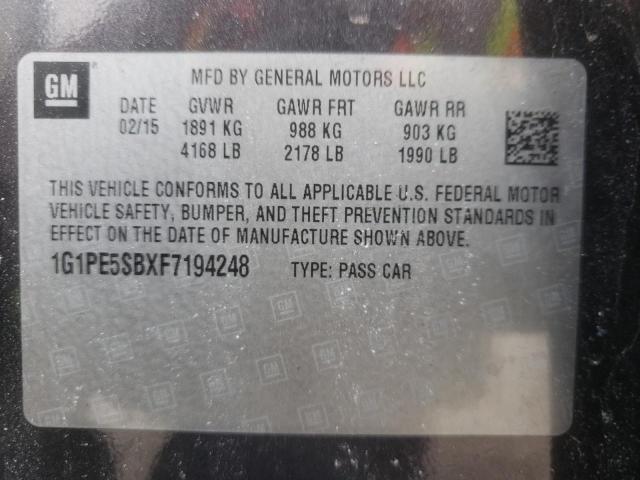 GM
MFD BY GENERAL MOTORS LLC
DATE GVWR GAWR FRT GAWR RR
02/15 1891 KG 988 KG 903 KG
4168 LB 2178 LB 1990 LB
THIS VEHICLE CONFORMS TO ALL APPLICABLE U.S. FEDERAL MOTOR
VEHICLE SAFETY, BUMPER, AND THEFT PREVENTION STANDARDS IN
EFFECT ON THE DATE OF MANUFACTURE SHOWN ABOVE.
1G1PE5SBXF7194248 TYPE: PASS CAR